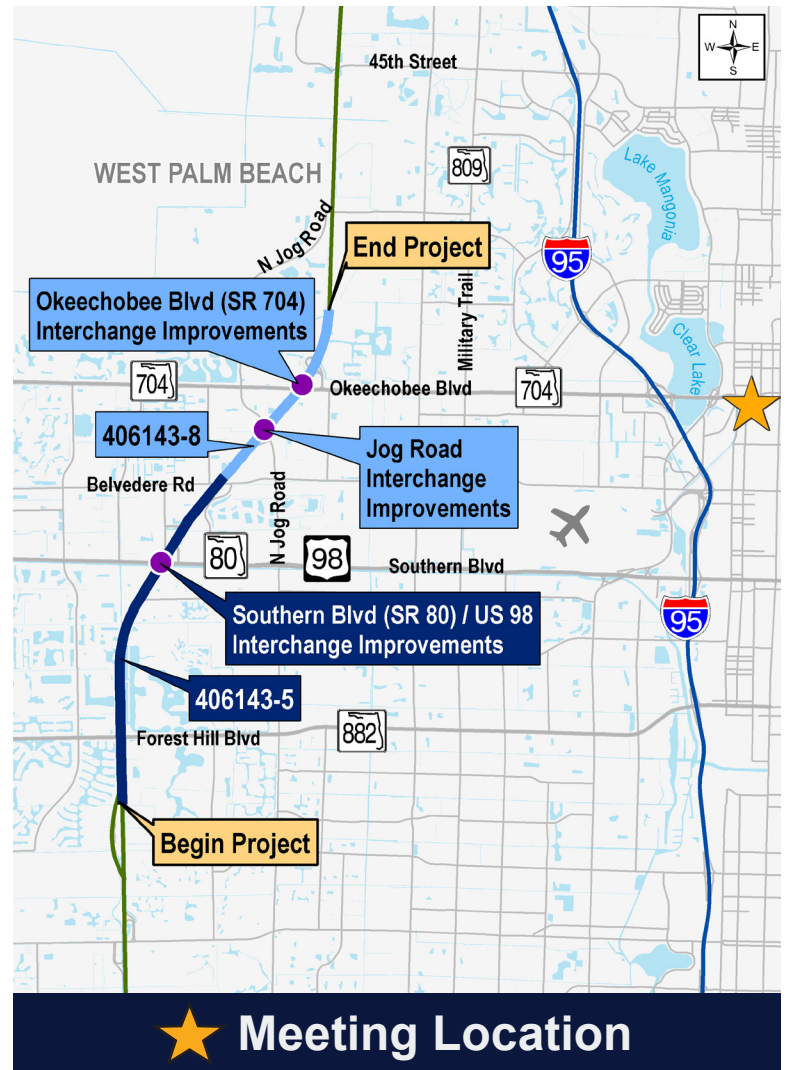 N
W E
S
45th Street
WEST PALM BEACH
809
Lake Mangonia
N Jog Road
End Project
95
Okeechobee Blvd (SR 704)
Interchange Improvements
Military Trail
Clear Lake
704
Okeechobee Blvd
704
406143-8
Jog Road
Interchange
Improvements
Belvedere Rd
N Jog Road
80
98
Southern Blvd
Southern Blvd (SR 80) / US 98
Interchange Improvements
95
406143-5
Forest Hill Blvd
882
Begin Project
Meeting Location